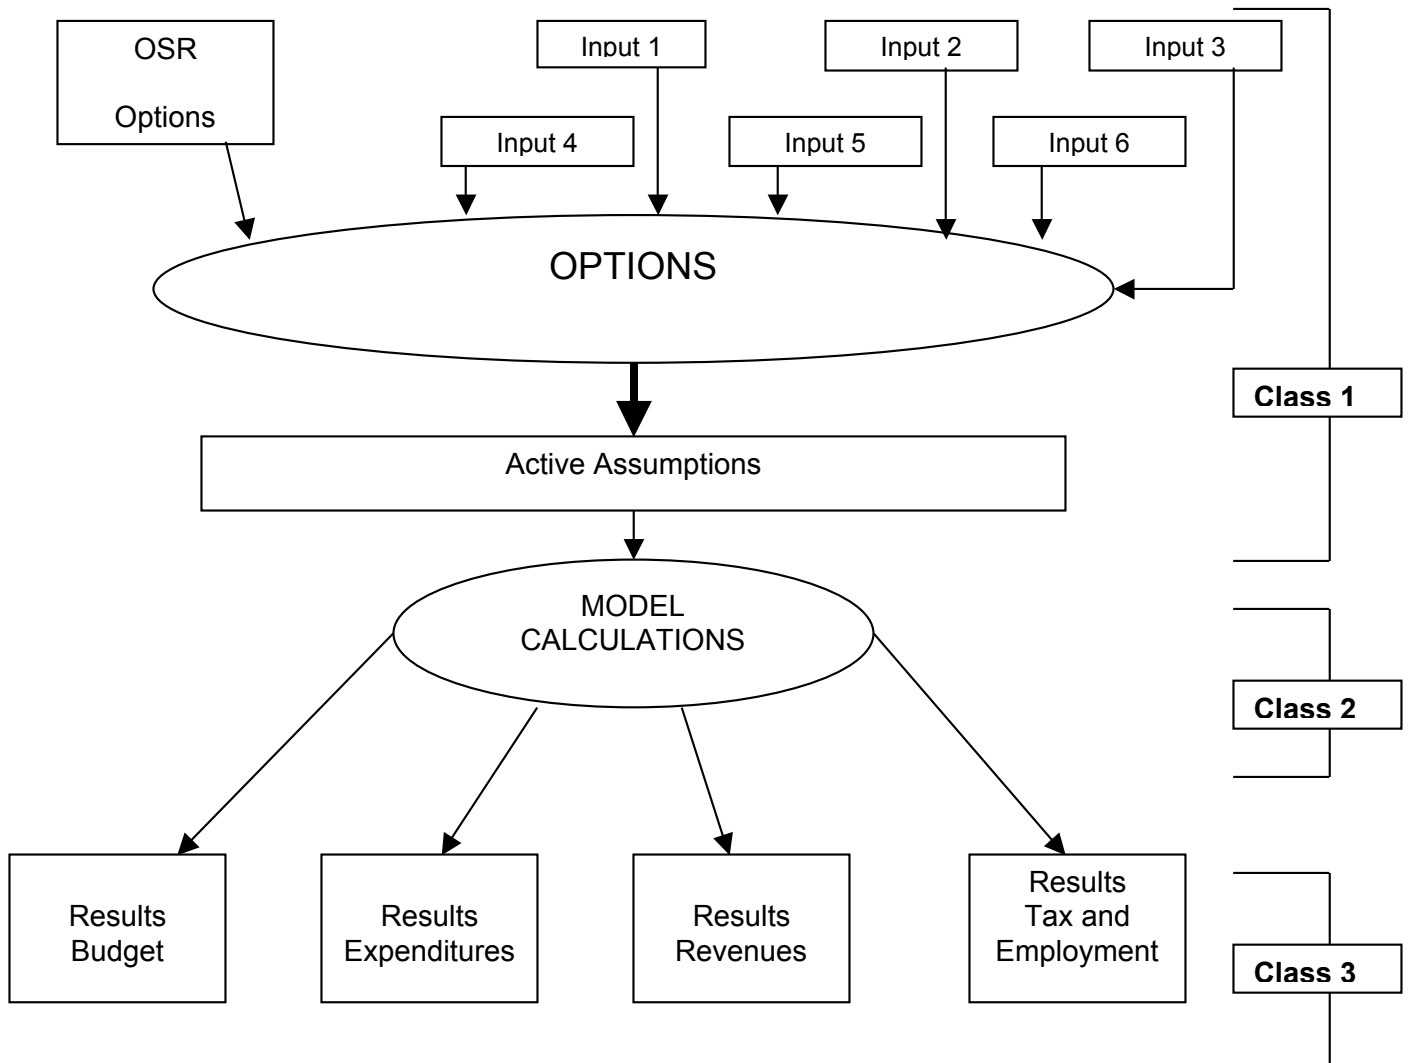 OSR
Options
Input 1
Input 2
Input 3
Input 4
Input 5
Input 6
OPTIONS
Class 1
Active Assumptions
MODEL
CALCULATIONS
Class 2
Results
Budget
Results
Expenditures
Results
Revenues
Results
Tax and
Employment
Class 3